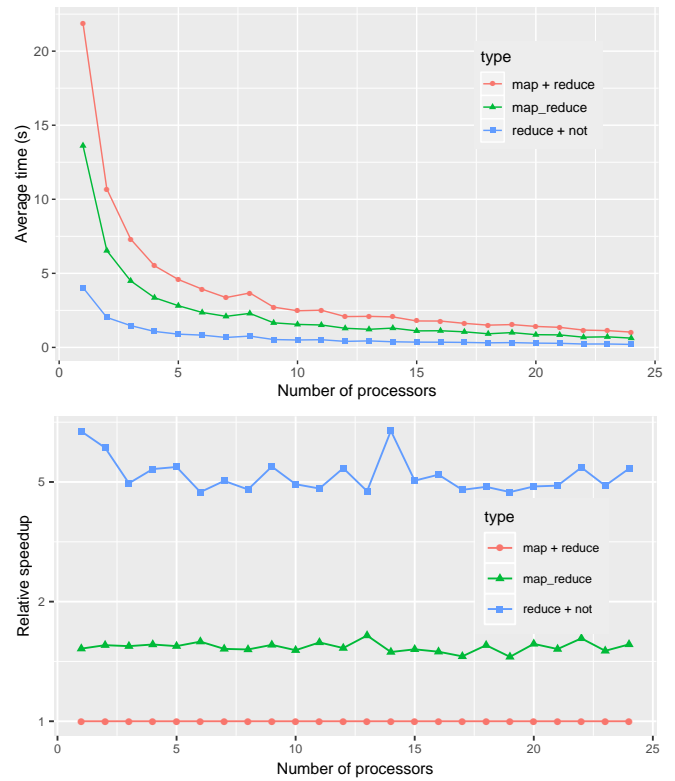 Average time (s)
20
15
10
5
0
type
map + reduce
map_reduce
reduce + not
0
5
10
15
20
25
Number of processors
Relative speedup
5
2
1
type
map + reduce
map_reduce
reduce + not
0
5
10
15
20
25
Number of processors